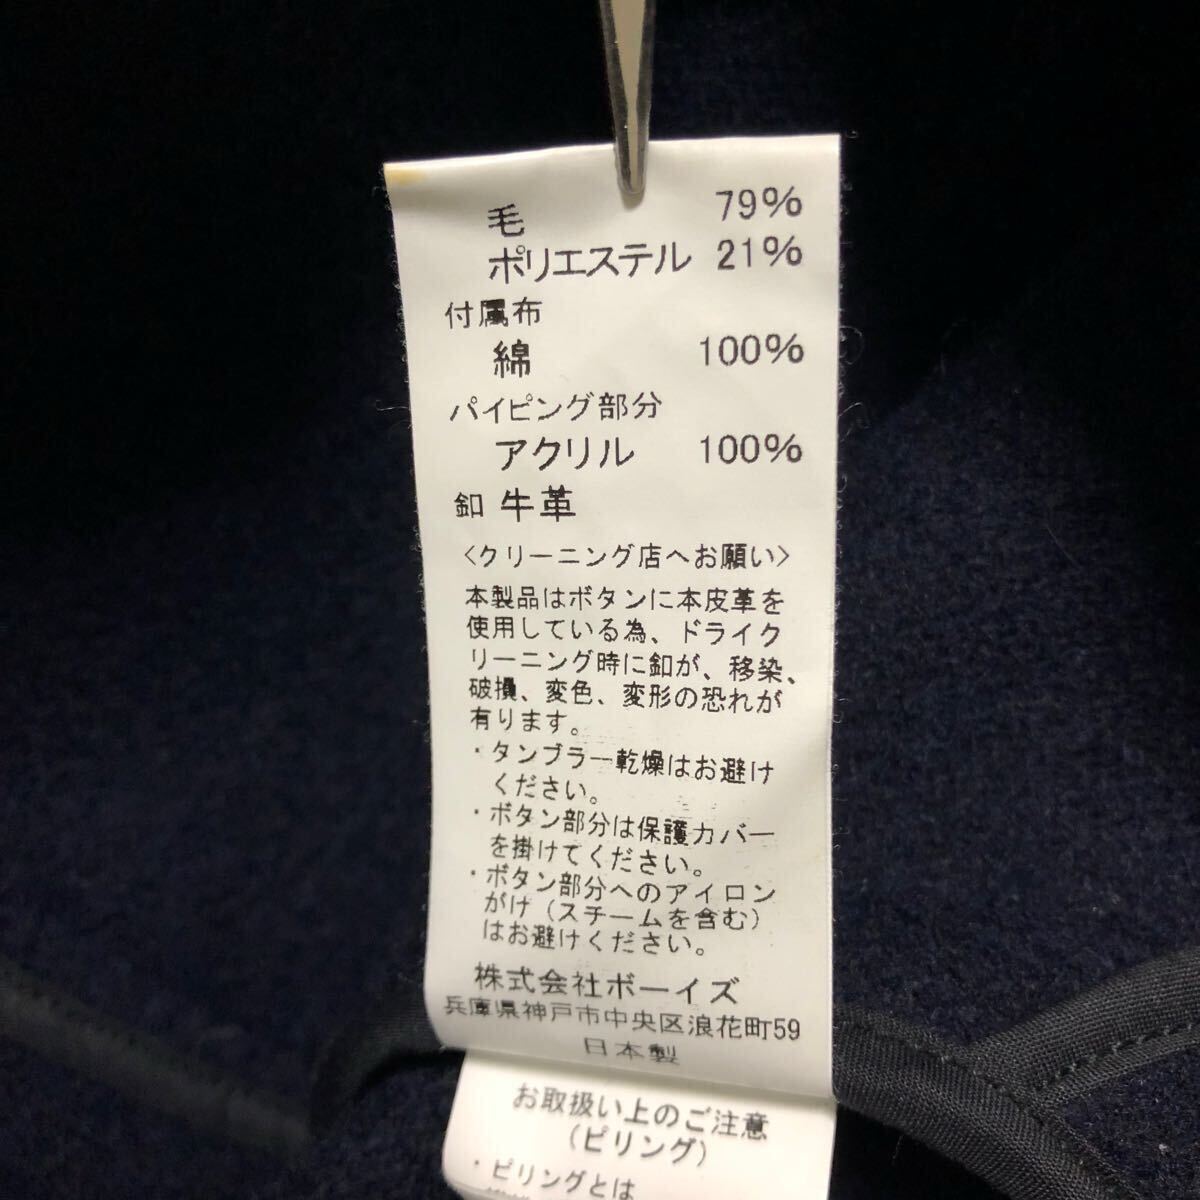 毛 79%
ポリエステル 21%
付属布
綿 100%
パイピング部分
アクリル 100%
釦 牛革
<クリーニング店へお願い>
本製品はボタンに本皮革を
使用している為、ドライク
リーニング時に釦が、移染、
破損、変色、変形の恐れが
有ります。
・タンブラー乾燥はお避け
ください。
・ボタン部分は保護カバー
を掛けてください。
・ボタン部分へのアイロン
がけ(スチームを含む)
はお避けください。
株式会社ボーイズ
兵庫県神戸市中央区浪花町59
日本製
お取扱い上のご注意
(ピリング)
・ピリングとは